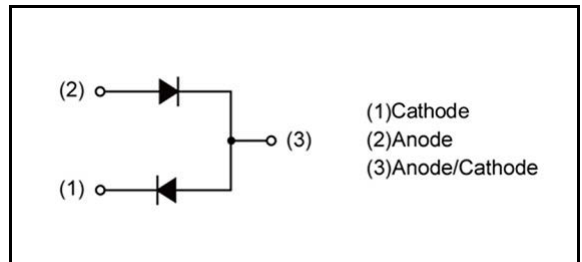 (2)
(3)
(1)
(1)Cathode
(2)Anode
(3)Anode/Cathode